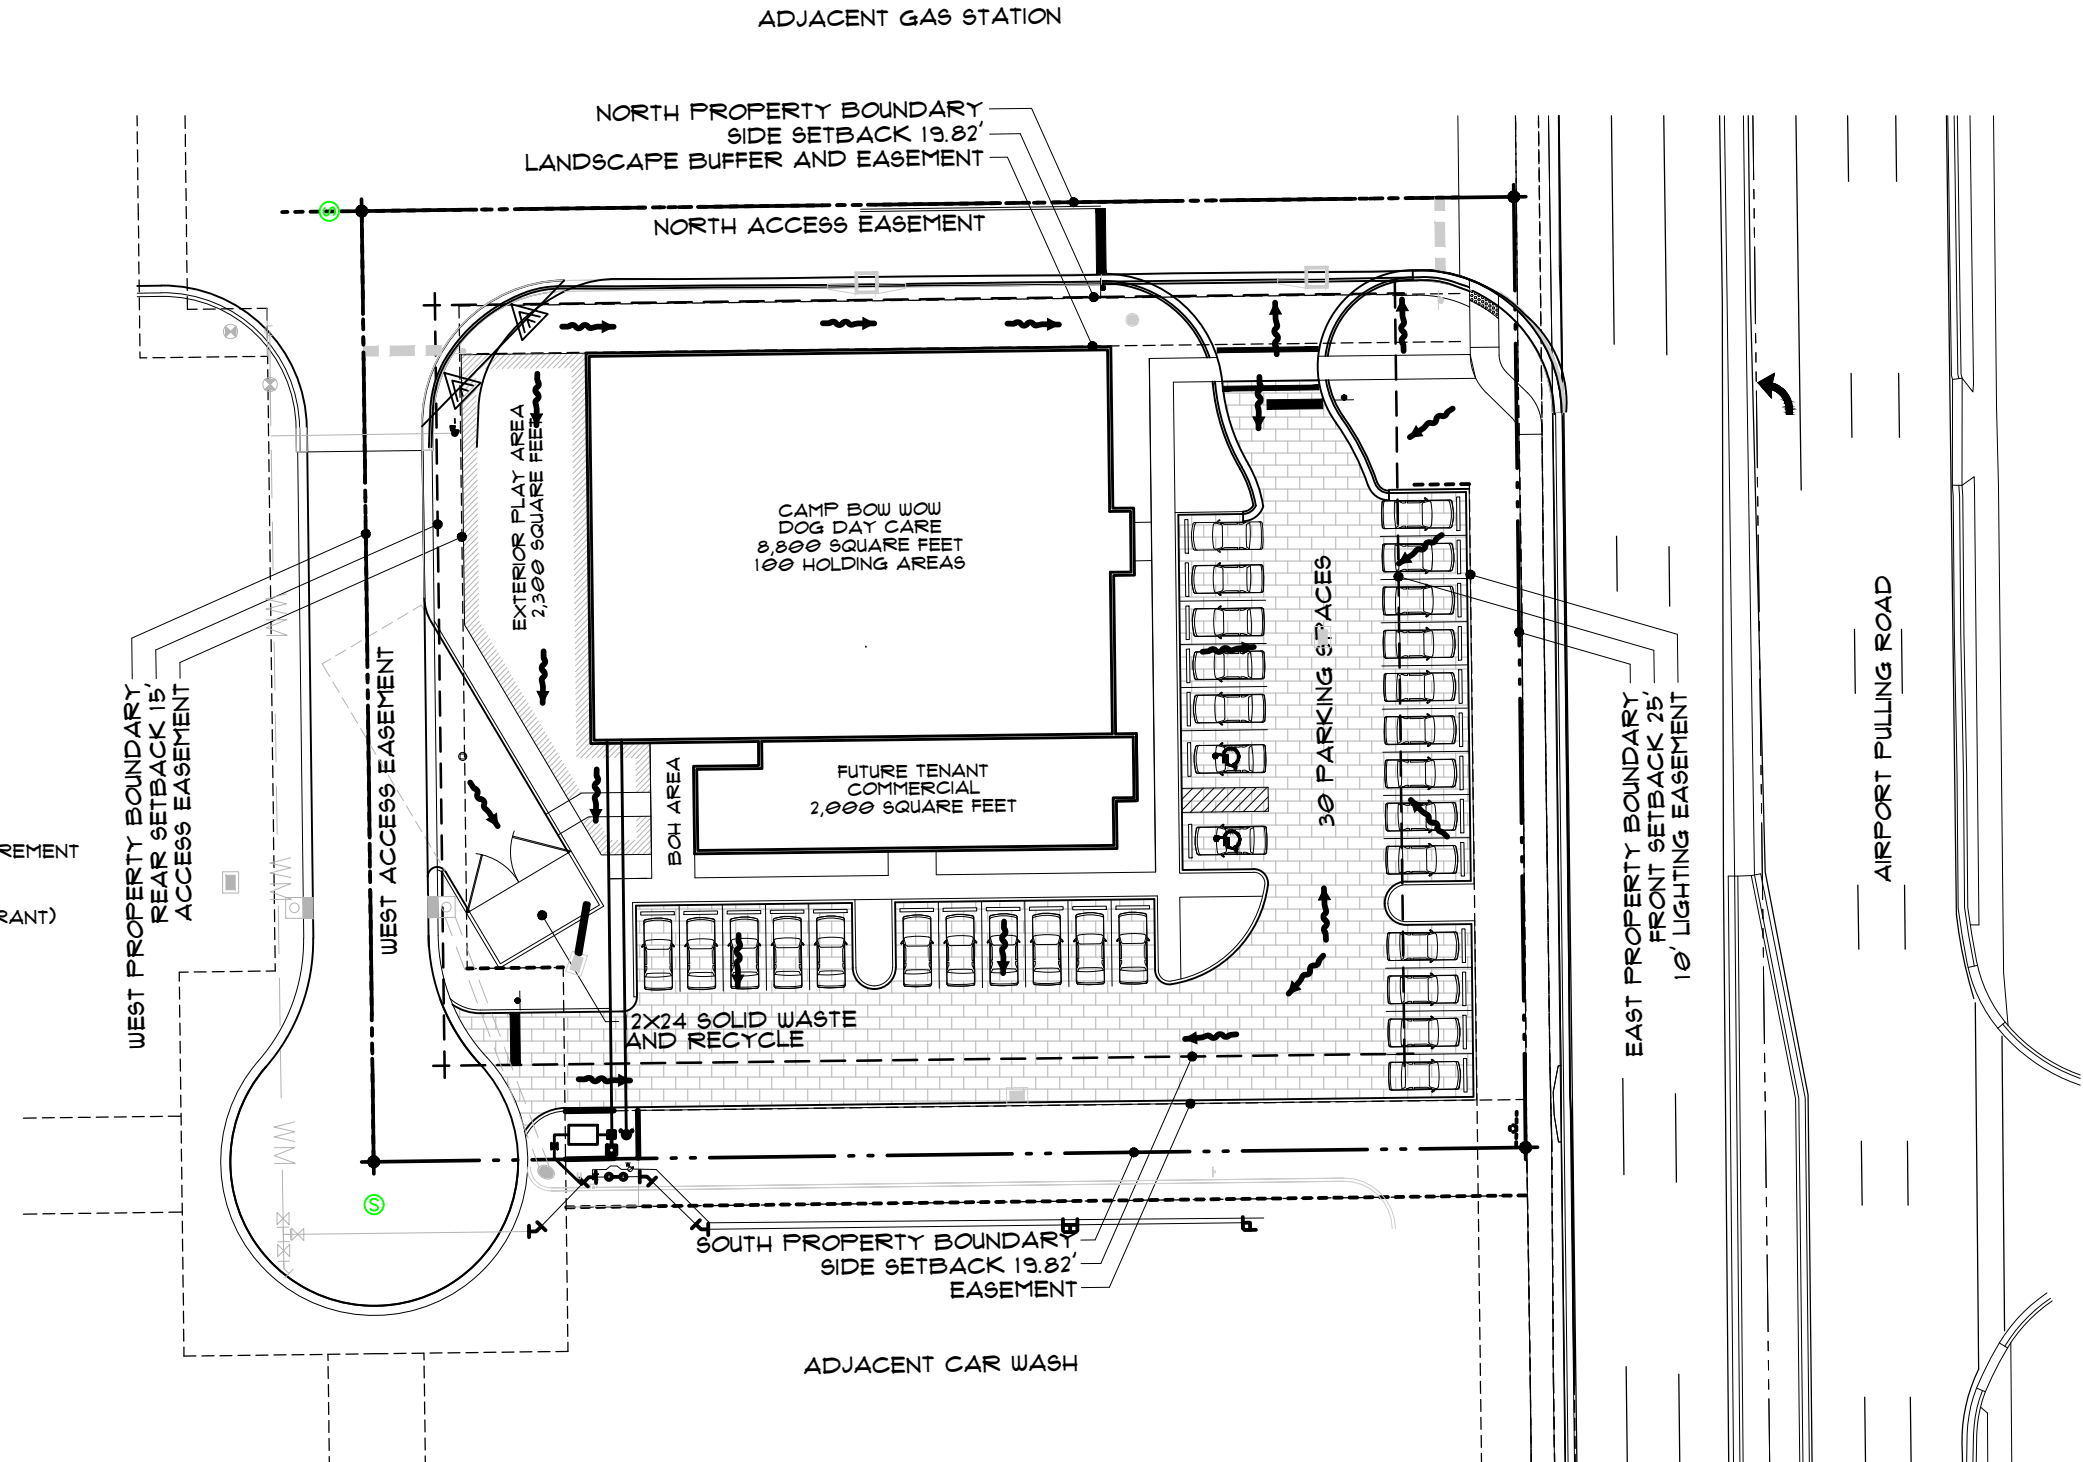 ADJACENT GAS STATION
NORTH PROPERTY BOUNDARY
SIDE SETBACK 19.82'
LANDSCAPE BUFFER AND EASEMENT
NORTH ACCESS EASEMENT
EXTERIOR PLAY AREA
2,300 SQUARE FEET
CAMP BOW WOW
DOG DAY CARE
8,800 SQUARE FEET
100 HOLDING AREAS
30 PARKING SPACES
AIRPORT PULLING ROAD
WEST PROPERTY BOUNDARY
REAR SETBACK 15'
ACCESS EASEMENT
WEST ACCESS EASEMENT
EAST PROPERTY BOUNDARY
FRONT SETBACK 25'
10' LIGHTING EASEMENT
BOH AREA
FUTURE TENANT
COMMERCIAL
2,000 SQUARE FEET
REMENT
RANT)
2X24 SOLID WASTE
AND RECYCLE
S
S
SOUTH PROPERTY BOUNDARY
SIDE SETBACK 19.82'
EASEMENT
ADJACENT CAR WASH